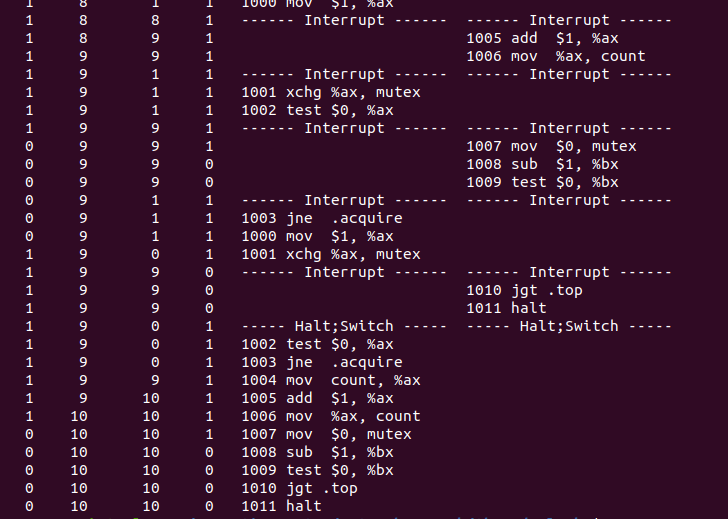 1 8 1 1 1000 mov $1, %ax
1 8 8 1 ------ Interrupt ------ ------ Interrupt ------
1 8 9 1 1005 add $1, %ax
1 9 9 1 1006 mov %ax, count
1 9 1 1 ------ Interrupt ------ ------ Interrupt ------
1 9 1 1 1001 xchg %ax, mutex
1 9 1 1 1002 test $0, %ax
1 9 9 1 ------ Interrupt ------ ------ Interrupt ------
0 9 9 1 1007 mov $0, mutex
0 9 9 0 1008 sub $1, %bx
0 9 9 0 1009 test $0, %bx
0 9 1 1 ------ Interrupt ------ ------ Interrupt ------
0 9 1 1 1003 jne .acquire
0 9 1 1 1000 mov $1, %ax
1 9 0 1 1001 xchg %ax, mutex
1 9 9 0 ------ Interrupt ------ ------ Interrupt ------
1 9 9 0 1010 jgt .top
1 9 9 0 1011 halt
1 9 0 1 ----- Halt;Switch ----- ----- Halt;Switch -----
1 9 0 1 1002 test $0, %ax
1 9 0 1 1003 jne .acquire
1 9 9 1 1004 mov count, %ax
1 9 10 1 1005 add $1, %ax
1 10 10 1 1006 mov %ax, count
0 10 10 1 1007 mov $0, mutex
0 10 10 0 1008 sub $1, %bx
0 10 10 0 1009 test $0, %bx
0 10 10 0 1010 jgt .top
0 10 10 0 1011 halt